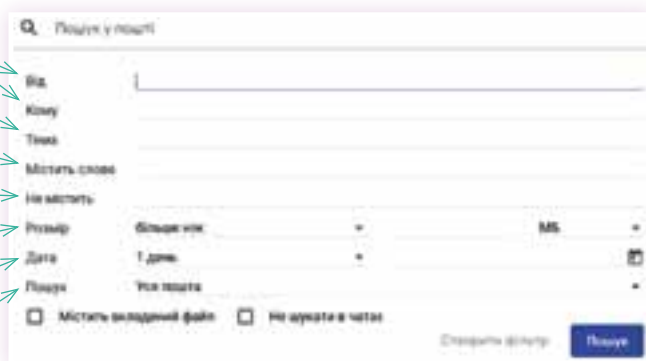 Пошук у пошті
Від
Кому
Тема
Містить слова
Не містить
Розмір більше ніж МБ
Дата 1 день
Пошук Уся пошта
Містить вкладений файл Не шукати в чатах
Створити фільтр Пошук